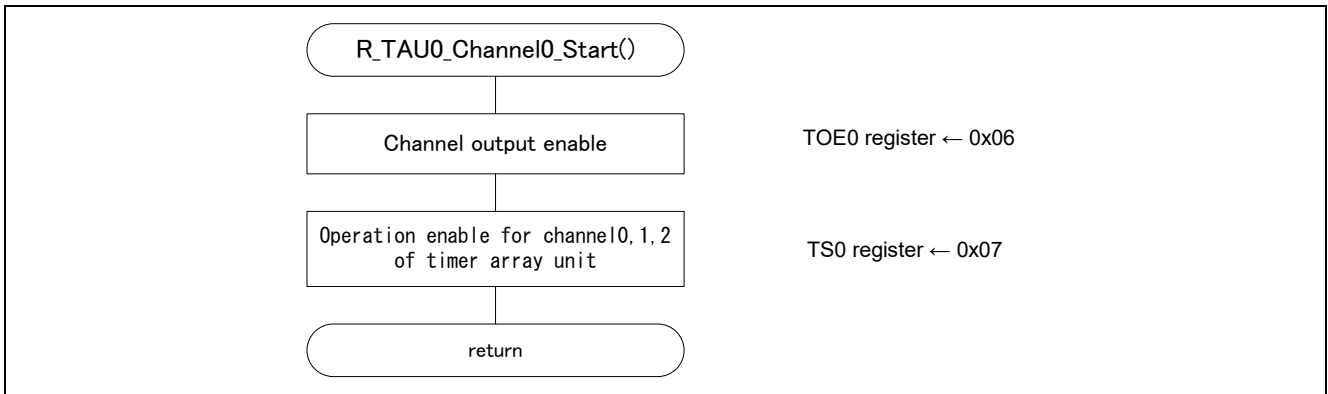 R_TAU0_Channel0_Start()
Channel output enable
TOE0 register ← 0x06
Operation enable for channel0,1,2
of timer array unit
TS0 register ← 0x07
return